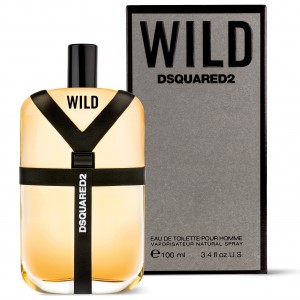 WILD
DSQUARED2
WILD
DSQUARED2
EAU DE TOILETTE POUR HOMME
VAPORISATEUR NATURAL SPRAY
e 100 ml 3.4 fl.oz U.S